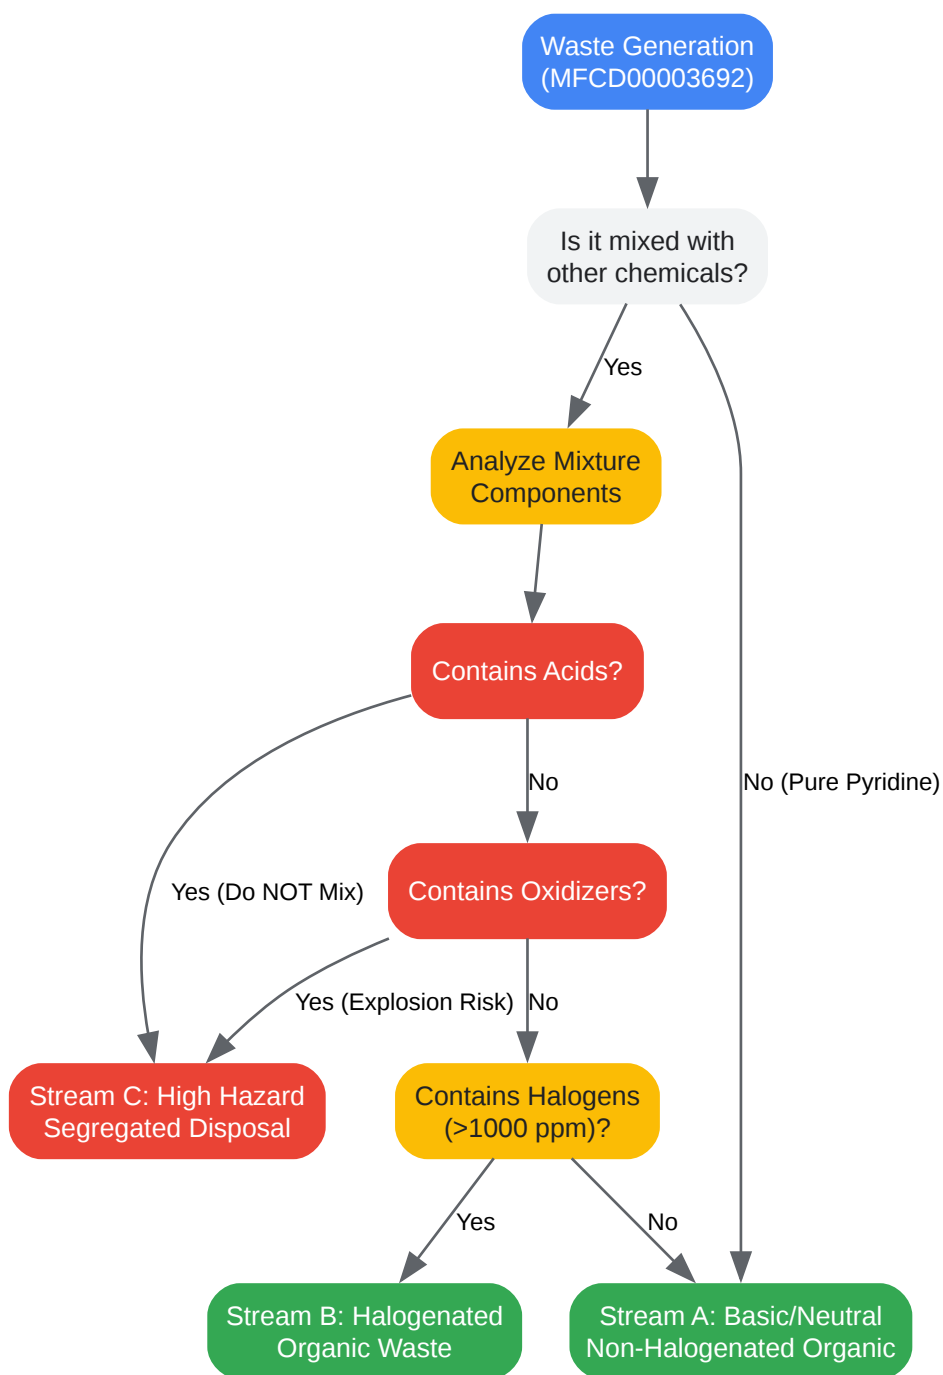 Waste Generation
(MFCD00003692)
Is it mixed with
other chemicals?
Yes
Analyze Mixture
Components
Contains Acids?
No
No (Pure Pyridine)
Yes (Do NOT Mix)
Contains Oxidizers?
Yes (Explosion Risk)
No
Stream C: High Hazard
Segregated Disposal
Contains Halogens
(>1000 ppm)?
Yes
No
Stream B: Halogenated
Organic Waste
Stream A: Basic/Neutral
Non-Halogenated Organic